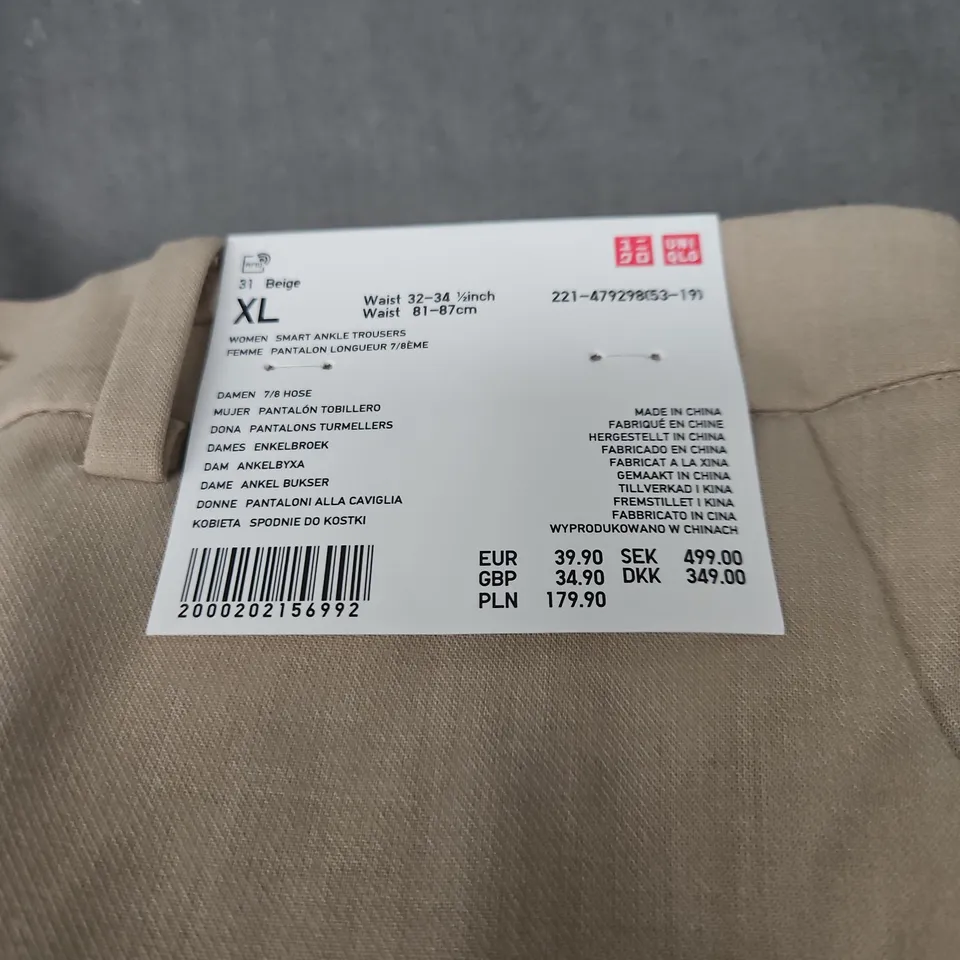 ユニ
クロ
UNI
QLO
31 Beige
XL
Waist 32-34 ½inch
Waist 81-87cm
221-479298(53-19)
WOMEN SMART ANKLE TROUSERS
FEMME PANTALON LONGUEUR 7/8ÈME
DAMEN 7/8 HOSE
MUJER PANTALÓN TOBILLERO
DONA PANTALONS TURMELLERS
DAMES ENKELBROEK
DAM ANKELBYXA
DAME ANKEL BUKSER
DONNE PANTALONI ALLA CAVIGLIA
KOBIETA SPODNIE DO KOSTKI
MADE IN CHINA
FABRIQUÉ EN CHINE
HERGESTELLT IN CHINA
FABRICADO EN CHINA
FABRICAT A LA XINA
GEMAAKT IN CHINA
TILLVERKAD I KINA
FREMSTILLET I KINA
FABBRICATO IN CINA
WYPRODUKOWANO W CHINACH
2000202156992
EUR 39.90 SEK 499.00
GBP 34.90 DKK 349.00
PLN 179.90